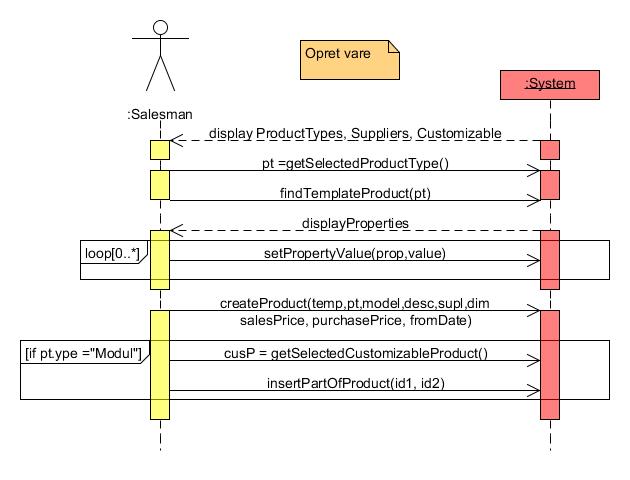 Opret vare
:System
:Salesman
display ProductTypes, Suppliers, Customizable
pt =getSelectedProductType()
findTemplateProduct(pt)
displayProperties
loop[0..*]
setPropertyValue(prop,value)
createProduct(temp,pt,model,desc,supl,dim
salesPrice, purchasePrice, fromDate)
[if pt.ype ="Modul"]
cusP = getSelectedCustomizableProduct()
insertPartOfProduct(id1, id2)